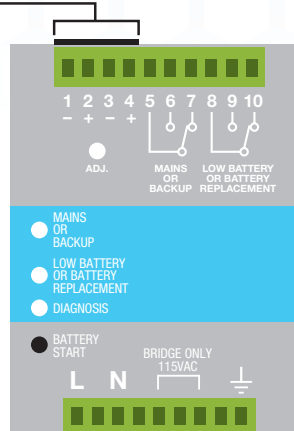 1 2 3 4 5 6 7 8 9 10
− + − +
ADJ.
MAINS
OR
BACKUP
LOW BATTERY
OR BATTERY
REPLACEMENT
MAINS
OR
BACKUP
LOW BATTERY
OR BATTERY
REPLACEMENT
DIAGNOSIS
BATTERY
START
BRIDGE ONLY
115VAC
L N